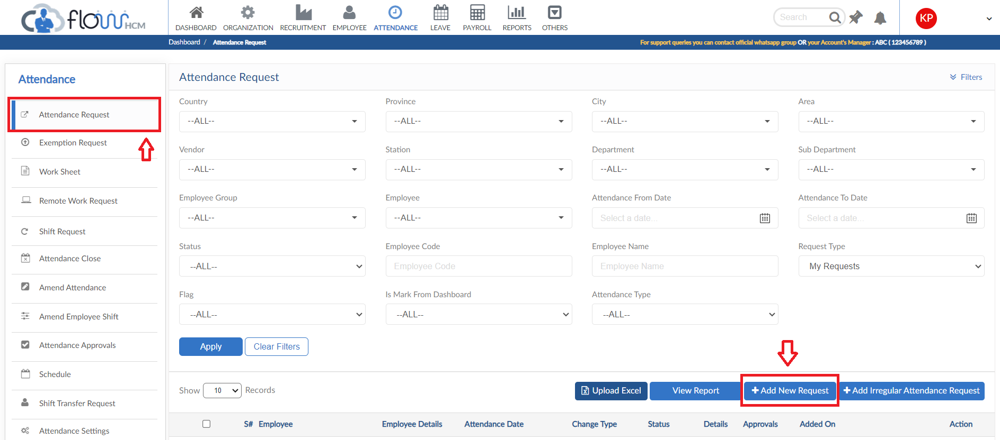 flowHCM
DASHBOARD ORGANIZATION RECRUITMENT EMPLOYEE ATTENDANCE LEAVE PAYROLL REPORTS OTHERS
Search
KP
Dashboard / Attendance Request
For support queries you can contact official whatsapp group OR your Account's Manager : ABC ( 123456789 )
Attendance
Attendance Request
Exemption Request
Work Sheet
Remote Work Request
Shift Request
Attendance Close
Amend Attendance
Amend Employee Shift
Attendance Approvals
Schedule
Shift Transfer Request
Attendance Settings
Attendance Request
Filters
Country Province City Area
--ALL-- --ALL-- --ALL-- --ALL--
Vendor Station Department Sub Department
--ALL-- --ALL-- --ALL-- --ALL--
Employee Group Employee Attendance From Date Attendance To Date
--ALL-- --ALL-- Select a date... Select a date...
Status Employee Code Employee Name Request Type
--ALL-- Employee Code Employee Name My Requests
Flag Is Mark From Dashboard Attendance Type
--ALL-- --ALL-- --ALL--
Apply Clear Filters
Show 10 Records
Upload Excel View Report + Add New Request + Add Irregular Attendance Request
S# Employee Employee Details Attendance Date Change Type Status Details Approvals Added On Action